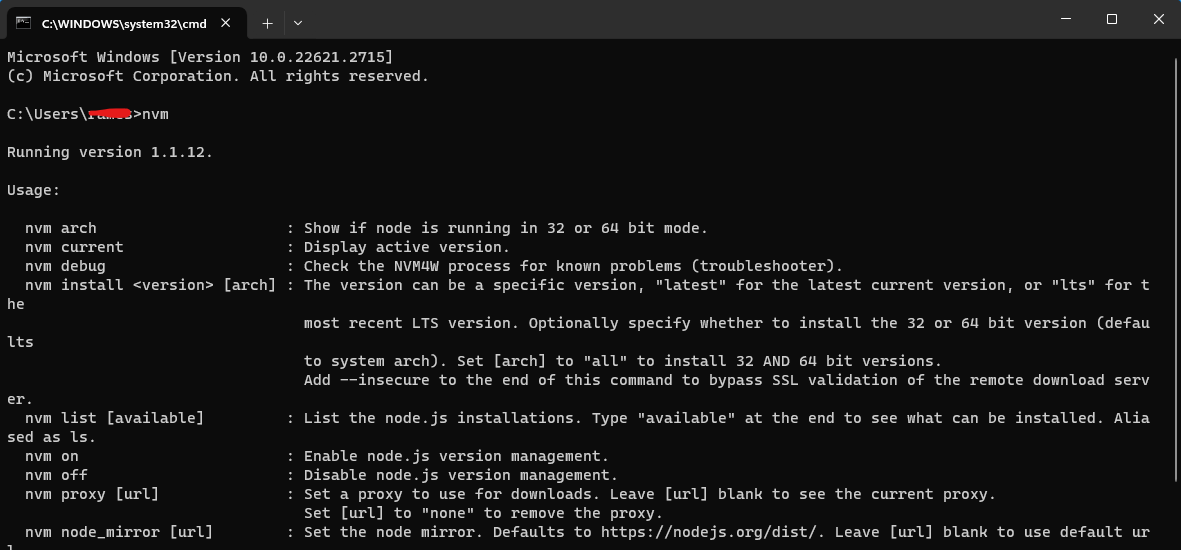 C:\WINDOWS\system32\cmd
Microsoft Windows [Version 10.0.22621.2715]
(c) Microsoft Corporation. All rights reserved.
C:\Users\ >nvm
Running version 1.1.12.
Usage:
nvm arch : Show if node is running in 32 or 64 bit mode.
nvm current : Display active version.
nvm debug : Check the NVM4W process for known problems (troubleshooter).
nvm install <version> [arch] : The version can be a specific version, "latest" for the latest current version, or "lts" for t
he
most recent LTS version. Optionally specify whether to install the 32 or 64 bit version (defau
lts
to system arch). Set [arch] to "all" to install 32 AND 64 bit versions.
Add --insecure to the end of this command to bypass SSL validation of the remote download serv
er.
nvm list [available] : List the node.js installations. Type "available" at the end to see what can be installed. Alia
sed as ls.
nvm on : Enable node.js version management.
nvm off : Disable node.js version management.
nvm proxy [url] : Set a proxy to use for downloads. Leave [url] blank to see the current proxy.
Set [url] to "none" to remove the proxy.
nvm node_mirror [url] : Set the node mirror. Defaults to https://nodejs.org/dist/. Leave [url] blank to use default ur